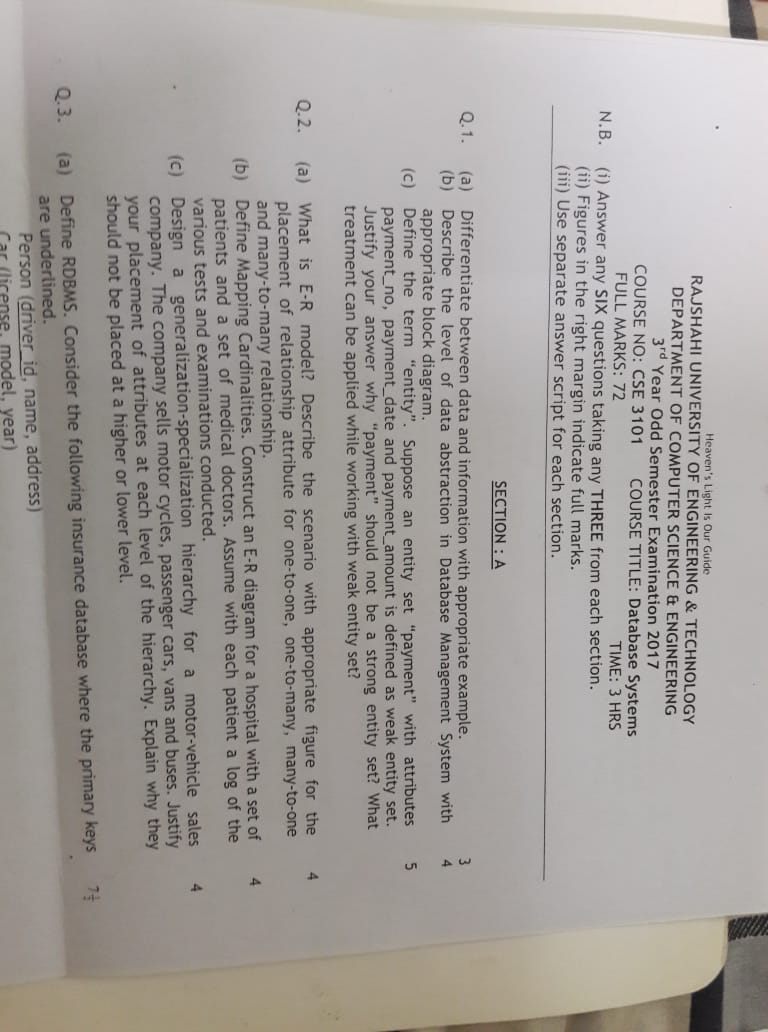 Heaven's Light Is Our Guide
RAJSHAHI UNIVERSITY OF ENGINEERING & TECHNOLOGY
DEPARTMENT OF COMPUTER SCIENCE & ENGINEERING
3rd Year Odd Semester Examination 2017
COURSE NO: CSE 3101 COURSE TITLE: Database Systems
FULL MARKS: 72 TIME: 3 HRS
N.B. (i) Answer any SIX questions taking any THREE from each section.
(ii) Figures in the right margin indicate full marks.
(iii) Use separate answer script for each section.
SECTION : A
Q.1. (a) Differentiate between data and information with appropriate example. 3
(b) Describe the level of data abstraction in Database Management System with 4
appropriate block diagram.
(c) Define the term “entity”. Suppose an entity set “payment” with attributes 5
payment_no, payment_date and payment_amount is defined as weak entity set.
Justify your answer why “payment” should not be a strong entity set? What
treatment can be applied while working with weak entity set?
Q.2. (a) What is E-R model? Describe the scenario with appropriate figure for the 4
placement of relationship attribute for one-to-one, one-to-many, many-to-one
and many-to-many relationship.
(b) Define Mapping Cardinalities. Construct an E-R diagram for a hospital with a set of 4
patients and a set of medical doctors. Assume with each patient a log of the
various tests and examinations conducted.
(c) Design a generalization-specialization hierarchy for a motor-vehicle sales 4
company. The company sells motor cycles, passenger cars, vans and buses. Justify
your placement of attributes at each level of the hierarchy. Explain why they
should not be placed at a higher or lower level.
Q.3. (a) Define RDBMS. Consider the following insurance database where the primary keys 7½
are underlined.
Person (driver_id, name, address)
Car (license, model, year)